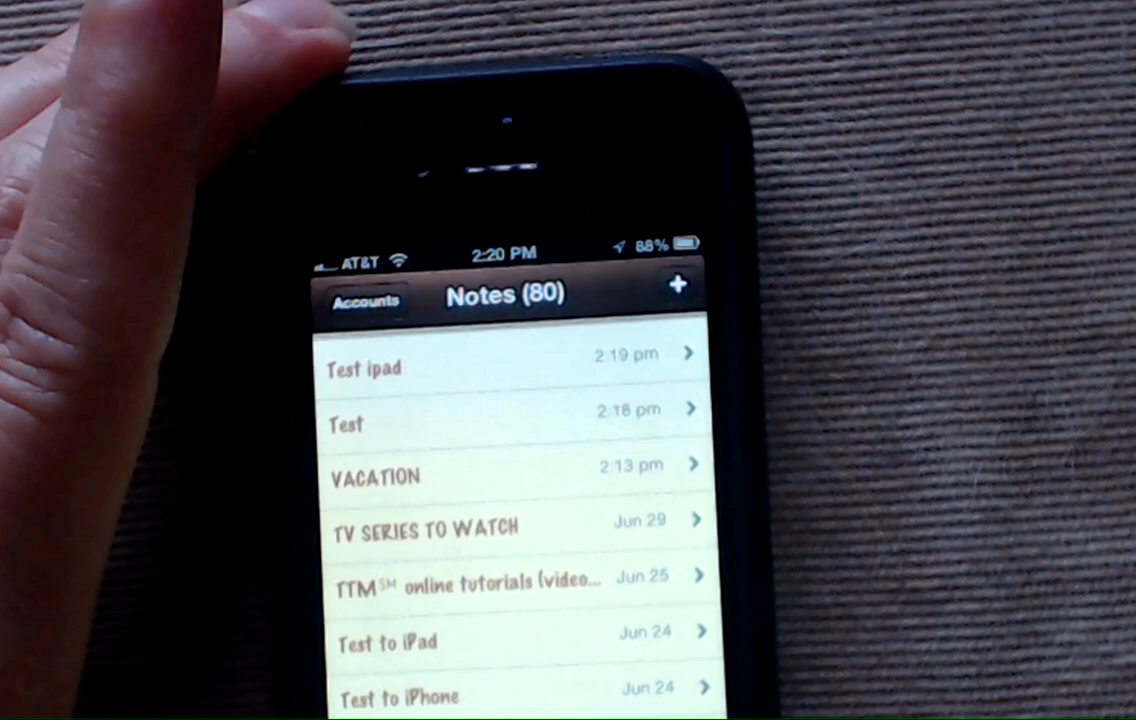 AT&T 2:20 PM 88%
Accounts Notes (80) +
Test ipad 2:19 pm
Test 2:18 pm
VACATION 2:13 pm
TV SERIES TO WATCH Jun 29
TTM℠ online tutorials (video... Jun 25
Test to iPad Jun 24
Test to iPhone Jun 24